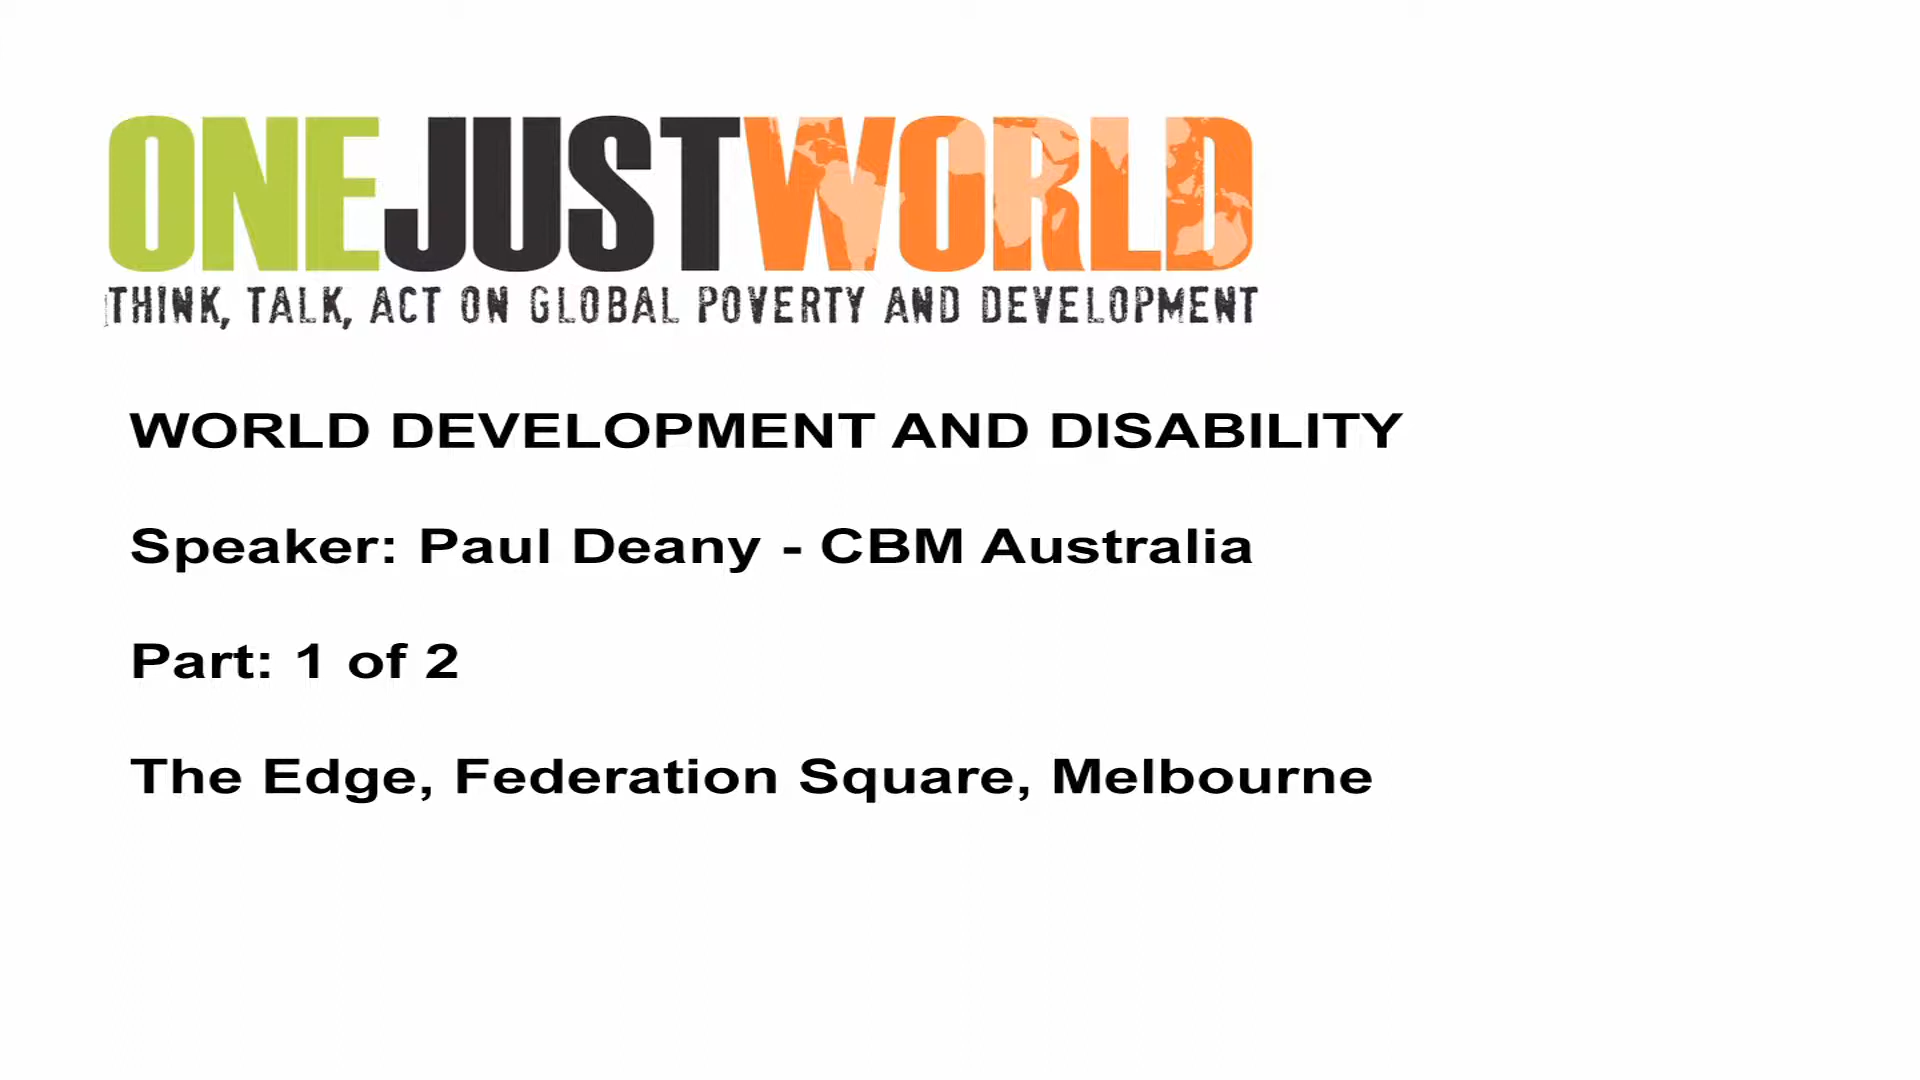 ONEJUSTWORLD
THINK, TALK, ACT ON GLOBAL POVERTY AND DEVELOPMENT
WORLD DEVELOPMENT AND DISABILITY
Speaker: Paul Deany - CBM Australia
Part: 1 of 2
The Edge, Federation Square, Melbourne